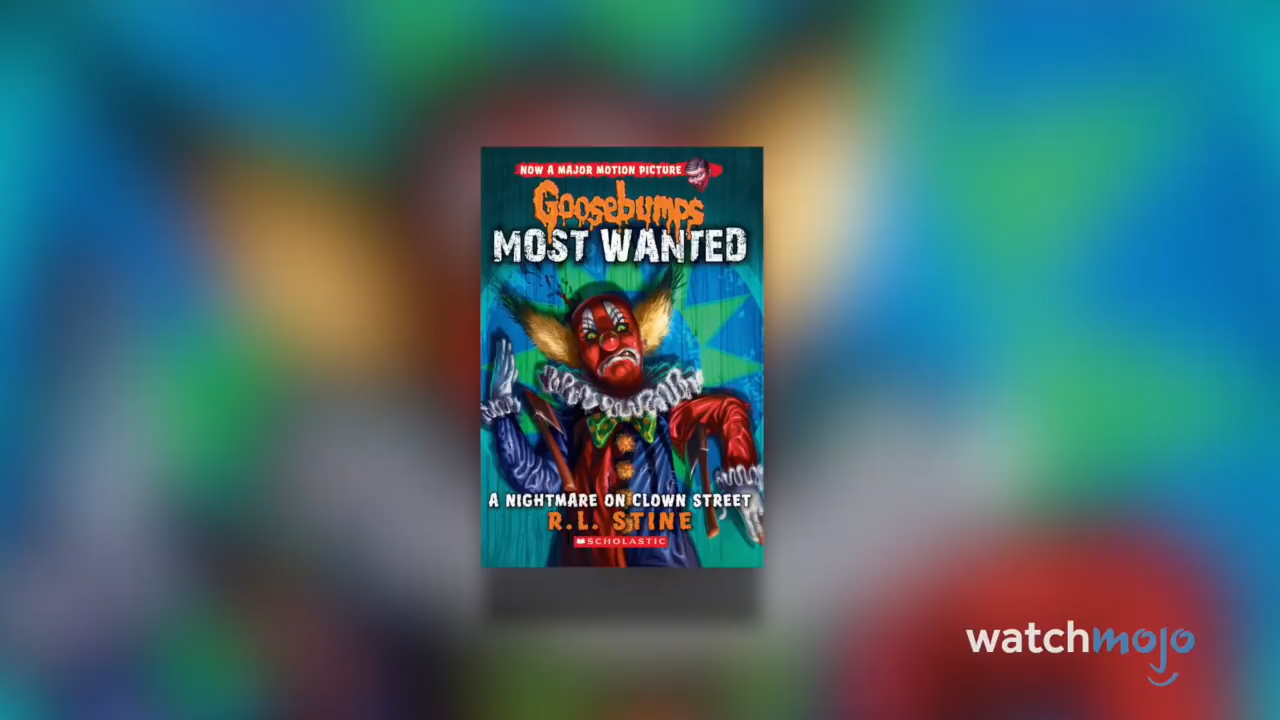 NOW A MAJOR MOTION PICTURE
Goosebumps
MOST WANTED
A NIGHTMARE ON CLOWN STREET
R.L. STINE
SCHOLASTIC
watchmojo